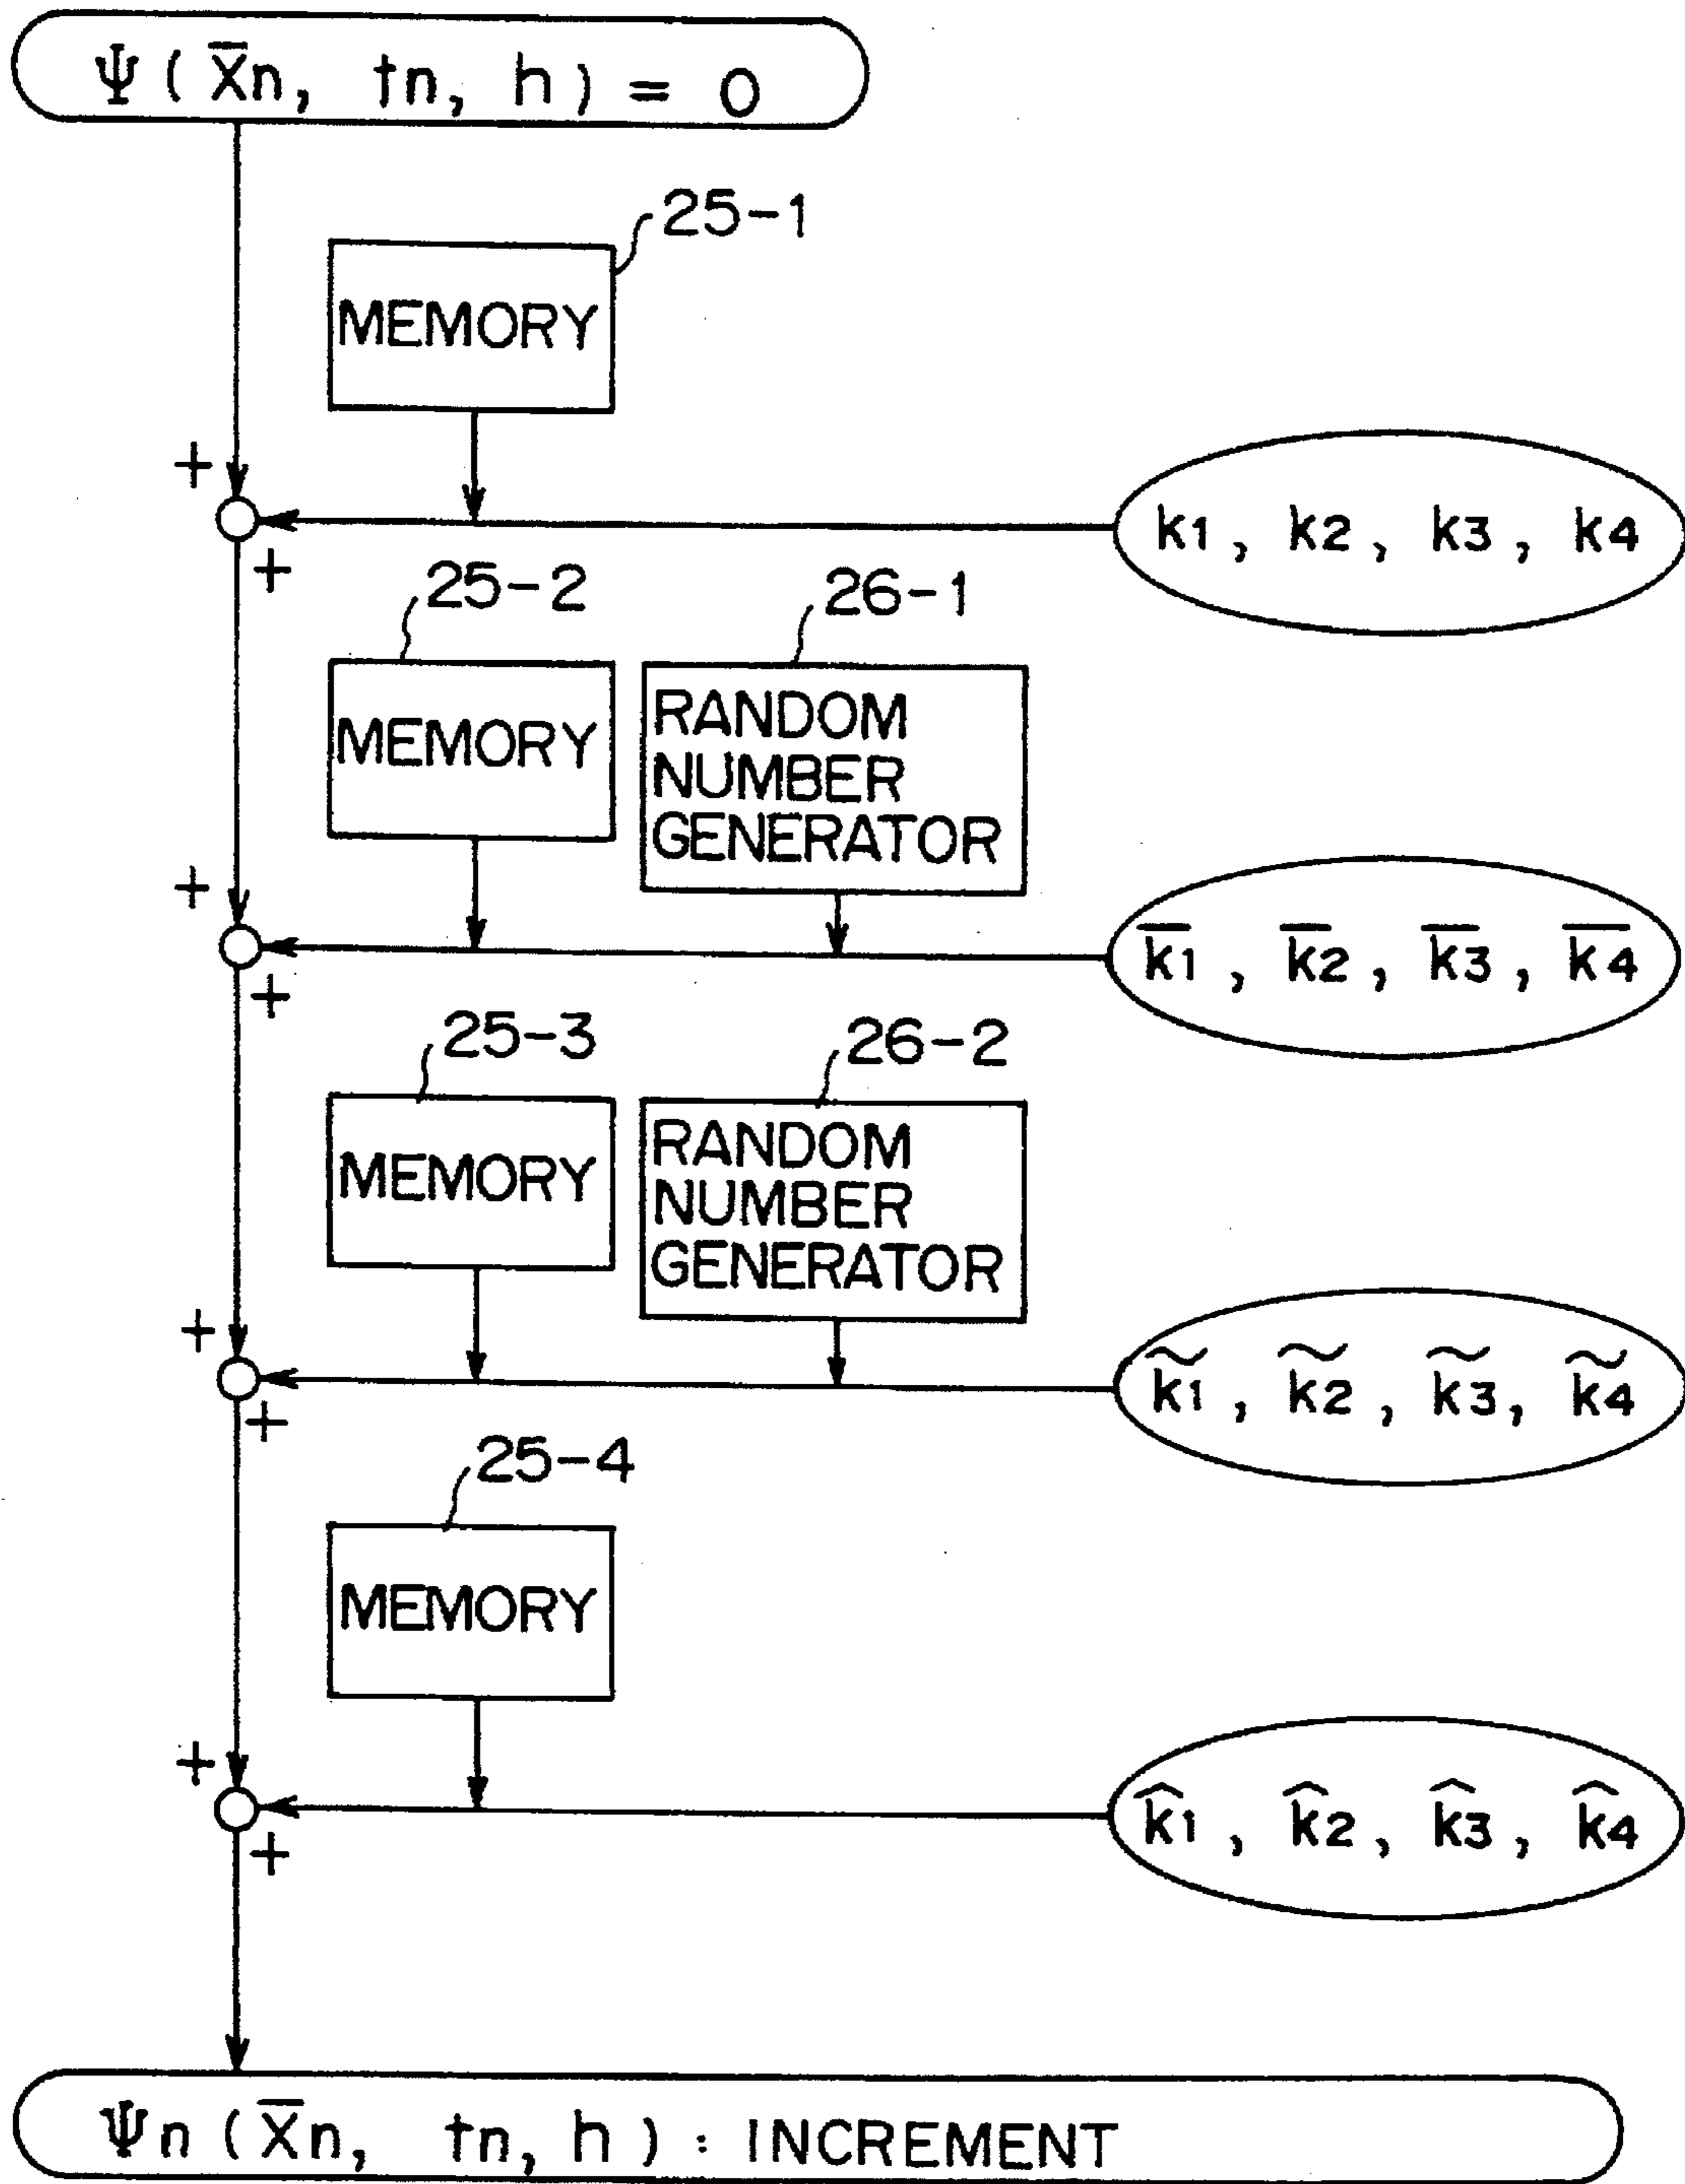 Ψ ( X̅n, tn, h ) = 0
25-1
MEMORY
+
k1, k2, k3, k4
+
25-2
26-1
MEMORY
RANDOM
NUMBER
GENERATOR
+
k̅1̅, k̅2̅, k̅3̅, k̅4̅
+
25-3
26-2
MEMORY
RANDOM
NUMBER
GENERATOR
+
k̃1, k̃2, k̃3, k̃4
+
25-4
MEMORY
+
k̂1, k̂2, k̂3, k̂4
+
Ψn ( X̅n, tn, h ) : INCREMENT